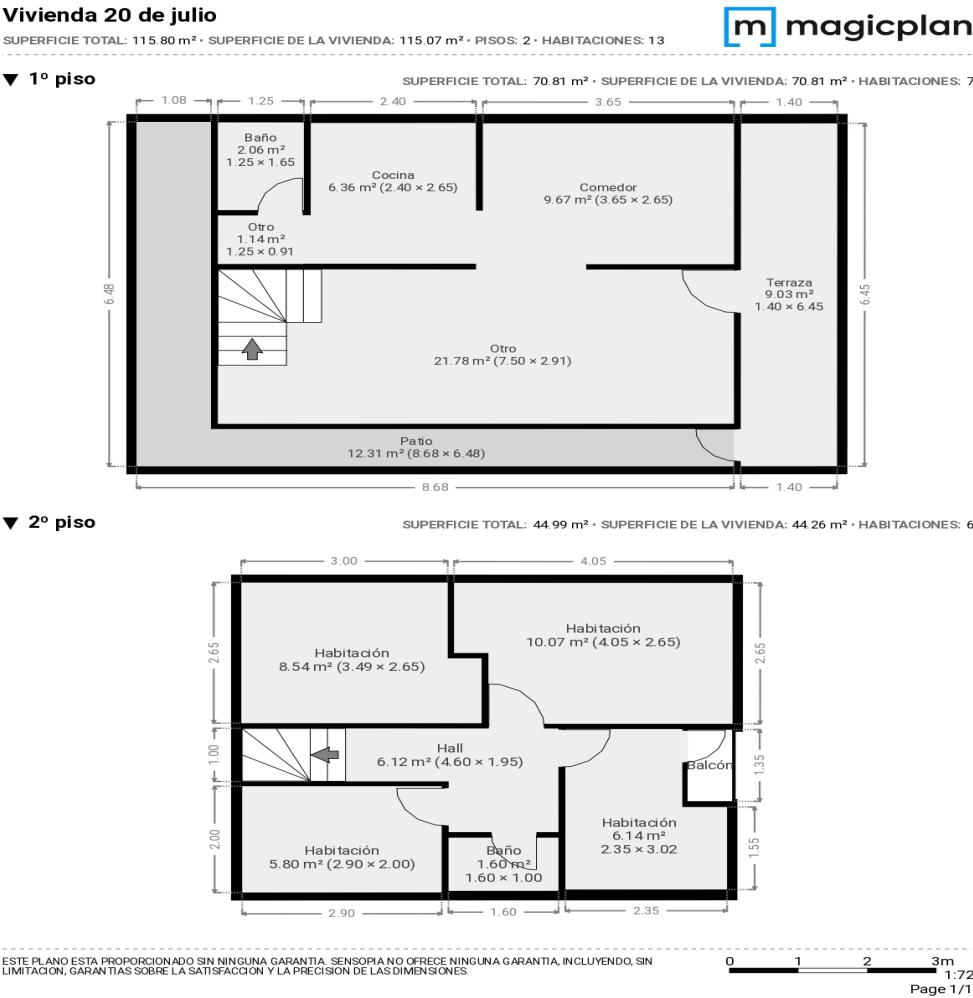 Vivienda 20 de julio
SUPERFICIE TOTAL: 115.80 m² · SUPERFICIE DE LA VIVIENDA: 115.07 m² · PISOS: 2 · HABITACIONES: 13
magicplan
▼ 1º piso
SUPERFICIE TOTAL: 70.81 m² · SUPERFICIE DE LA VIVIENDA: 70.81 m² · HABITACIONES: 7
1.08 1.25 2.40 3.65 1.40
Baño
2.06 m²
1.25 × 1.65
Cocina
6.36 m² (2.40 × 2.65)
Comedor
9.67 m² (3.65 × 2.65)
Otro
1.14 m²
1.25 × 0.91
6.48
Terraza
9.03 m²
1.40 × 6.45
6.45
Otro
21.78 m² (7.50 × 2.91)
Patio
12.31 m² (8.68 × 6.48)
8.68 1.40
▼ 2º piso
SUPERFICIE TOTAL: 44.99 m² · SUPERFICIE DE LA VIVIENDA: 44.26 m² · HABITACIONES: 6
3.00 4.05
2.65
Habitación
8.54 m² (3.49 × 2.65)
Habitación
10.07 m² (4.05 × 2.65)
2.65
1.00
Hall
6.12 m² (4.60 × 1.95)
Balcón
1.35
2.00
Habitación
5.80 m² (2.90 × 2.00)
Baño
1.60 m²
1.60 × 1.00
Habitación
6.14 m²
2.35 × 3.02
1.55
2.90 1.60 2.35
ESTE PLANO ESTA PROPORCIONADO SIN NINGUNA GARANTIA. SENSOPIA NO OFRECE NINGUNA GARANTIA, INCLUYENDO, SIN
LIMITACION, GARANTIAS SOBRE LA SATISFACCION Y LA PRECISION DE LAS DIMENSIONES.
0 1 2 3m
1:72
Page 1/1